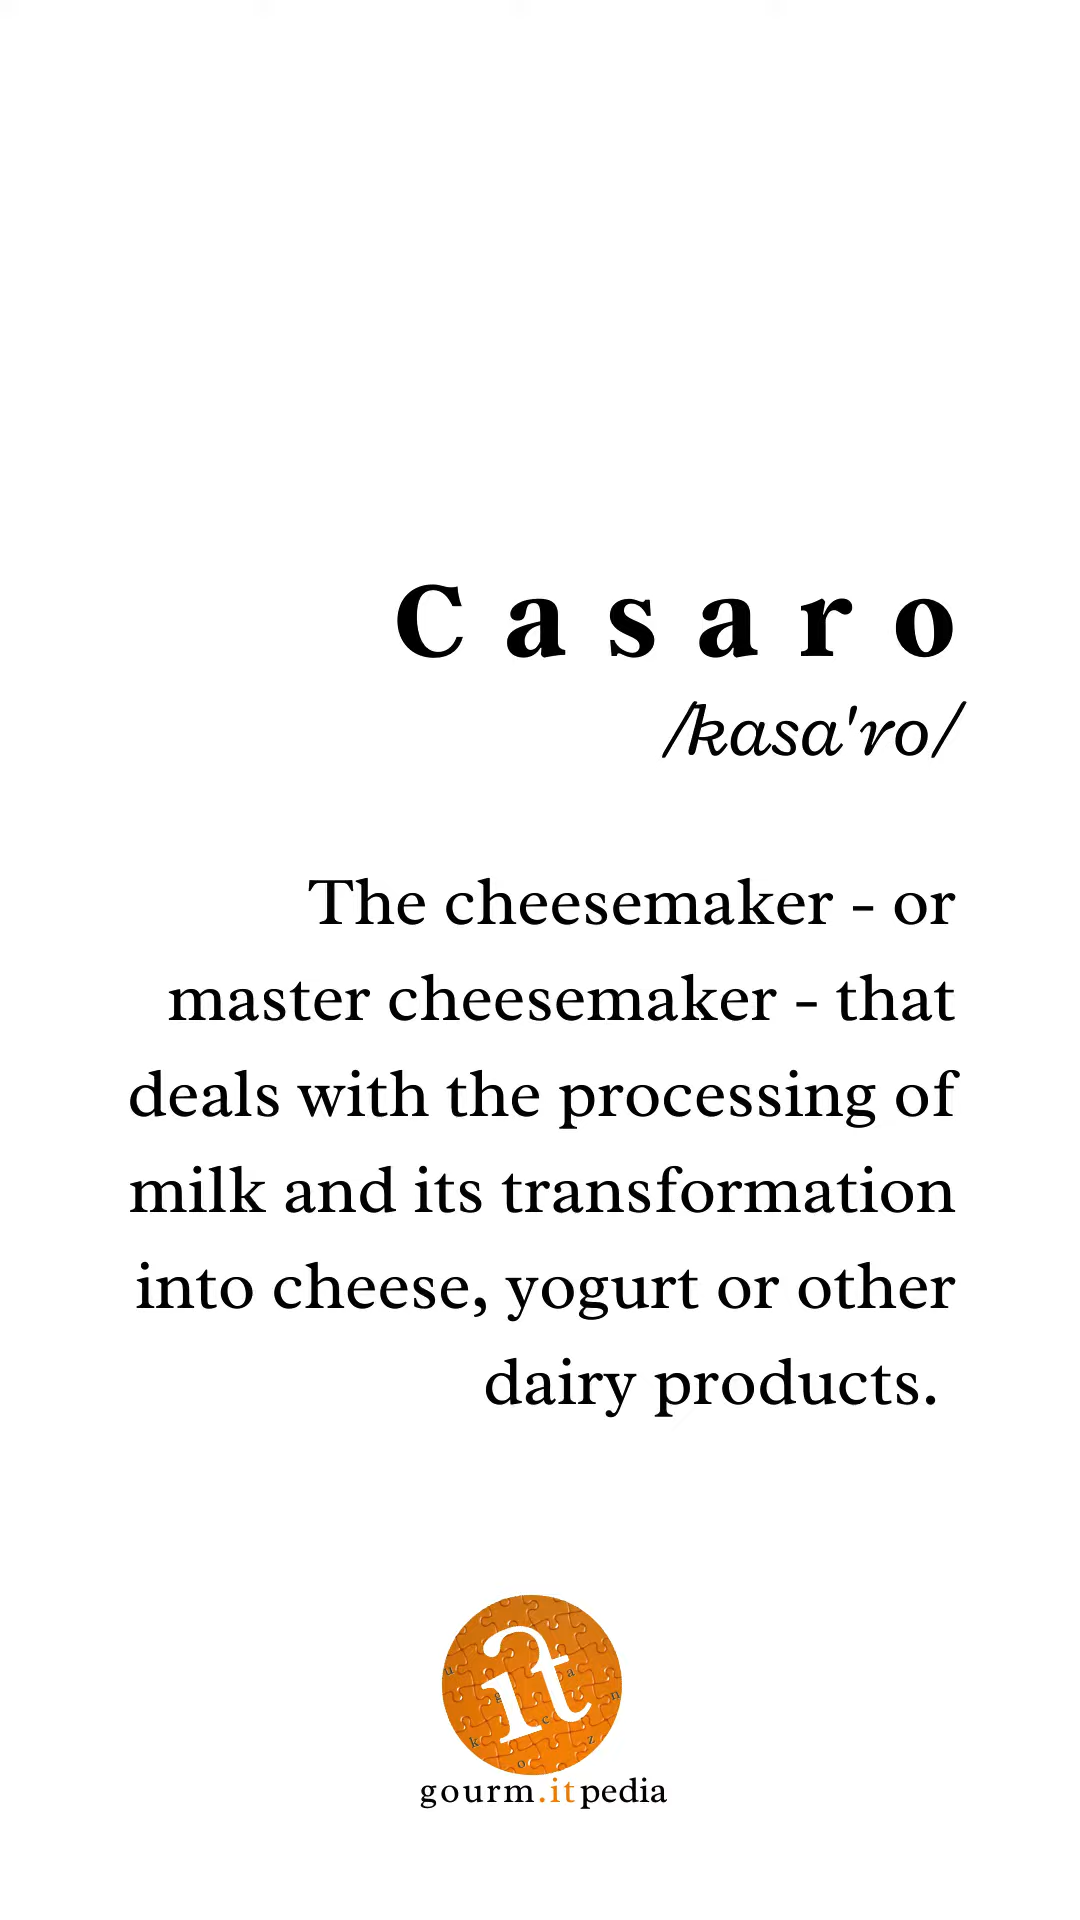 Casaro
/kasa'ro/
The cheesemaker - or
master cheesemaker - that
deals with the processing of
milk and its transformation
into cheese, yogurt or other
dairy products.
it
u
g
a
n
c
k
z
o
gourm.itpedia